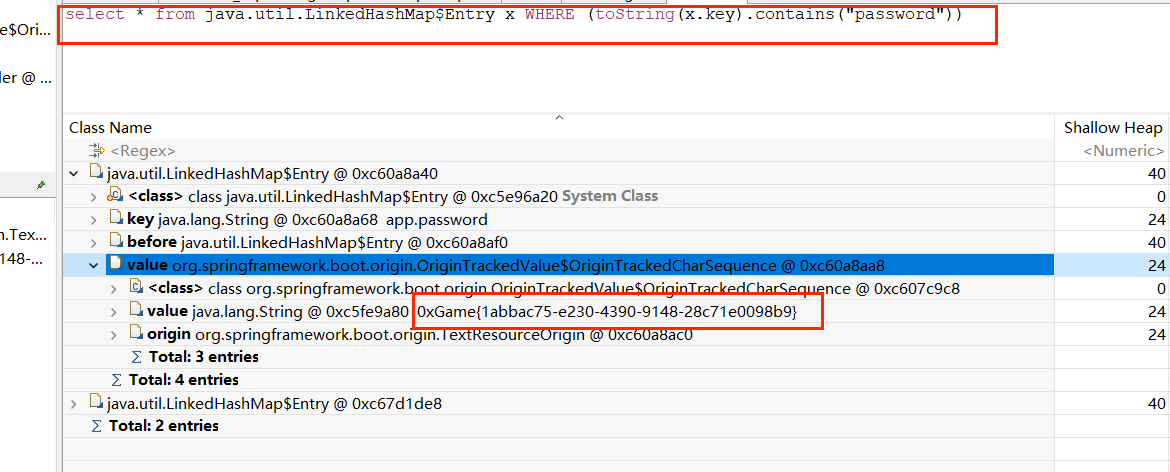 select * from java.util.LinkedHashMap$Entry x WHERE (toString(x.key).contains("password"))
e$Ori...
ler @ ...
Class Name
Shallow Heap
<Regex>
<Numeric>
java.util.LinkedHashMap$Entry @ 0xc60a8a40
40
<class> class java.util.LinkedHashMap$Entry @ 0xc5e96a20 System Class
0
key java.lang.String @ 0xc60a8a68 app.password
24
before java.util.LinkedHashMap$Entry @ 0xc60a8af0
40
n.Tex...
148-...
value org.springframework.boot.origin.OriginTrackedValue$OriginTrackedCharSequence @ 0xc60a8aa8
24
<class> class org.springframework.boot.origin.OriginTrackedValue$OriginTrackedCharSequence @ 0xc607c9c8
0
value java.lang.String @ 0xc5fe9a80 0xGame{1abbac75-e230-4390-9148-28c71e0098b9}
24
origin org.springframework.boot.origin.TextResourceOrigin @ 0xc60a8ac0
24
Σ Total: 3 entries
Σ Total: 4 entries
java.util.LinkedHashMap$Entry @ 0xc67d1de8
40
Σ Total: 2 entries